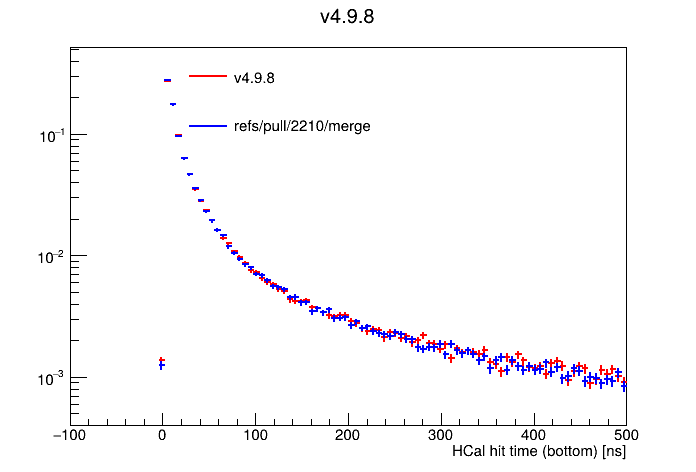 v4.9.8
v4.9.8
refs/pull/2210/merge
10⁻¹
10⁻²
10⁻³
−100 0 100 200 300 400 500
HCal hit time (bottom) [ns]